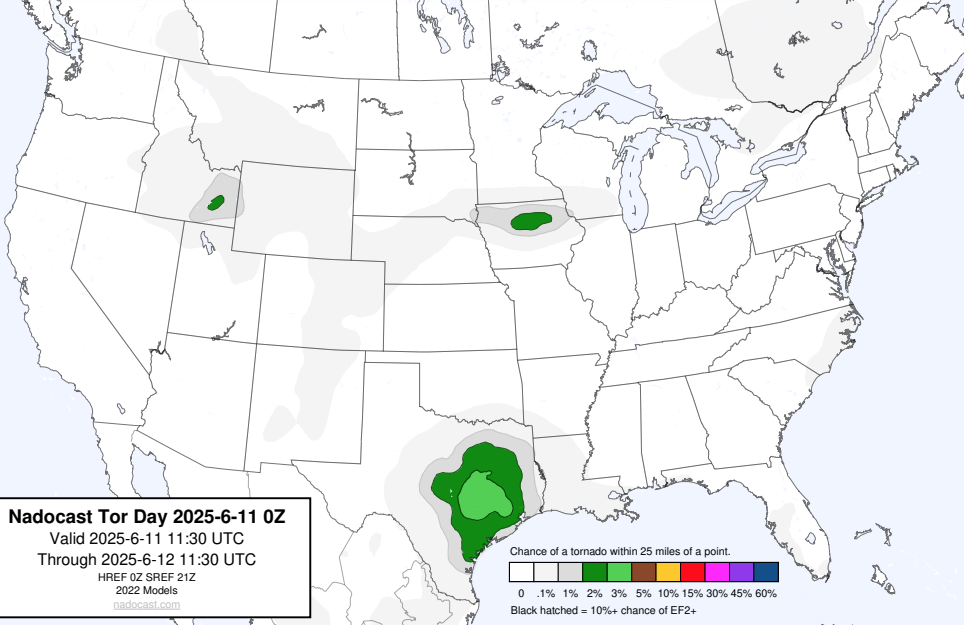 Nadocast Tor Day 2025-6-11 0Z
Valid 2025-6-11 11:30 UTC
Through 2025-6-12 11:30 UTC
HREF 0Z SREF 21Z
2022 Models
nadocast.com
Chance of a tornado within 25 miles of a point.
0 .1% 1% 2% 3% 5% 10% 15% 30% 45% 60%
Black hatched = 10%+ chance of EF2+